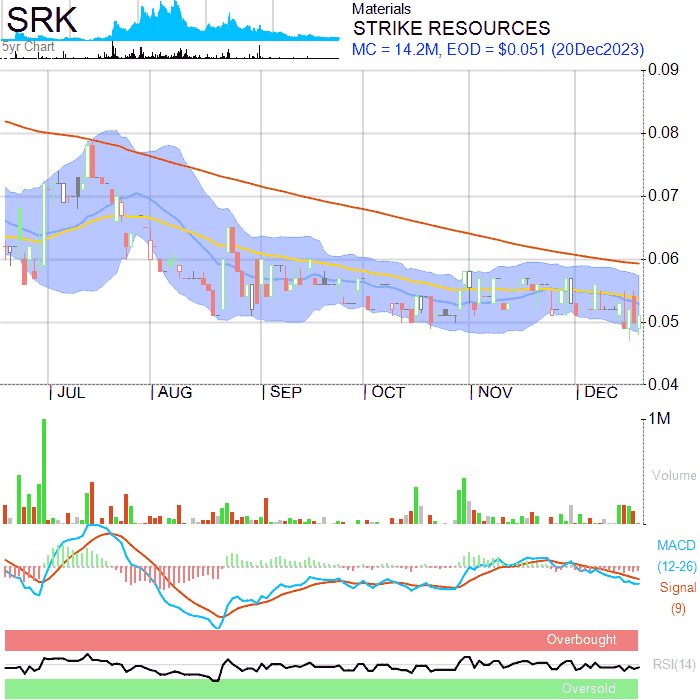 SRK
5yr Chart
Materials
STRIKE RESOURCES
MC = 14.2M, EOD = $0.051 (20Dec2023)
0.09
0.08
0.07
0.06
0.05
0.04
JUL AUG SEP OCT NOV DEC
1M
Volume
MACD
(12-26)
Signal
(9)
Overbought
RSI(14)
Oversold